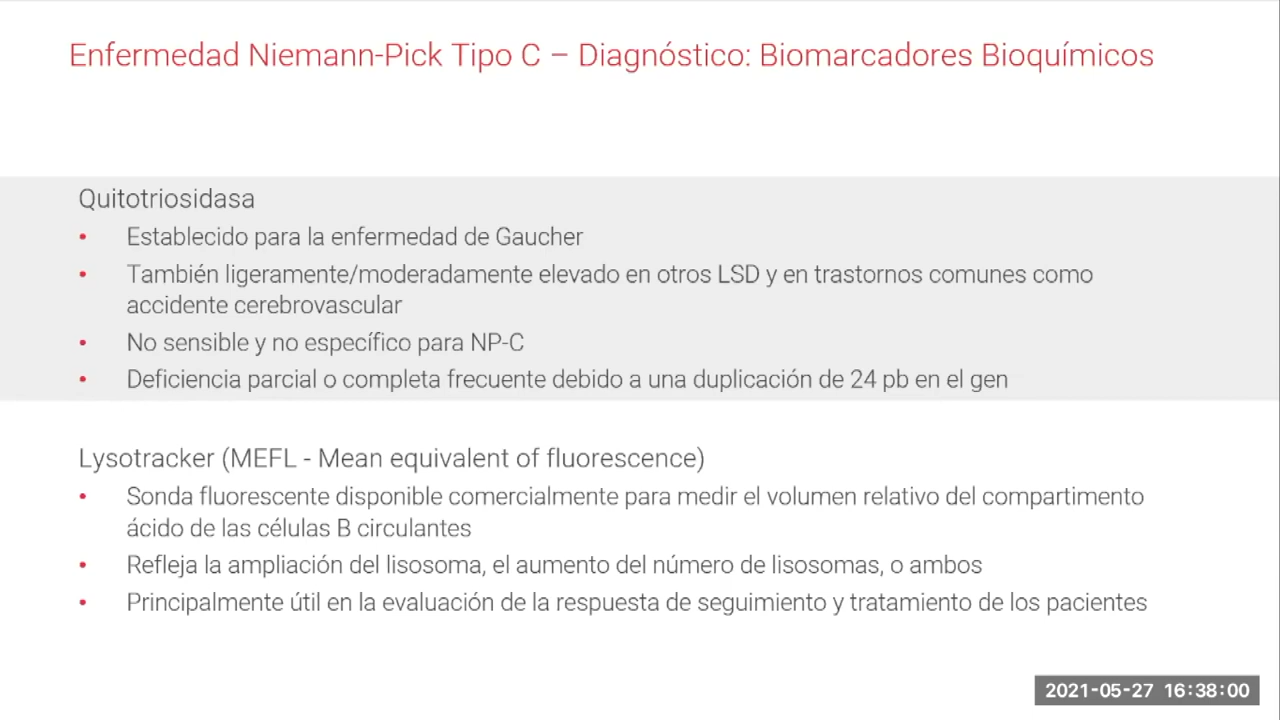 Enfermedad Niemann-Pick Tipo C – Diagnóstico: Biomarcadores Bioquímicos
Quitotriosidasa
• Establecido para la enfermedad de Gaucher
• También ligeramente/moderadamente elevado en otros LSD y en trastornos comunes como
accidente cerebrovascular
• No sensible y no específico para NP-C
• Deficiencia parcial o completa frecuente debido a una duplicación de 24 pb en el gen
Lysotracker (MEFL - Mean equivalent of fluorescence)
• Sonda fluorescente disponible comercialmente para medir el volumen relativo del compartimento
ácido de las células B circulantes
• Refleja la ampliación del lisosoma, el aumento del número de lisosomas, o ambos
• Principalmente útil en la evaluación de la respuesta de seguimiento y tratamiento de los pacientes
2021-05-27 16:38:00